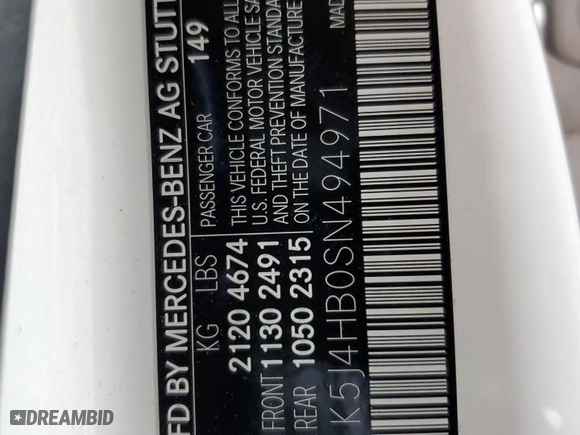 FD BY MERCEDES-BENZ AG STUTT
149
KG LBS PASSENGER CAR
2120 4674 THIS VEHICLE CONFORMS TO ALL
FRONT 1130 2491 U.S. FEDERAL MOTOR VEHICLE SA
AND THEFT PREVENTION STANDA
REAR 1050 2315 ON THE DATE OF MANUFACTURE
K5J4HB0SN494971
MAD
DREAMBID